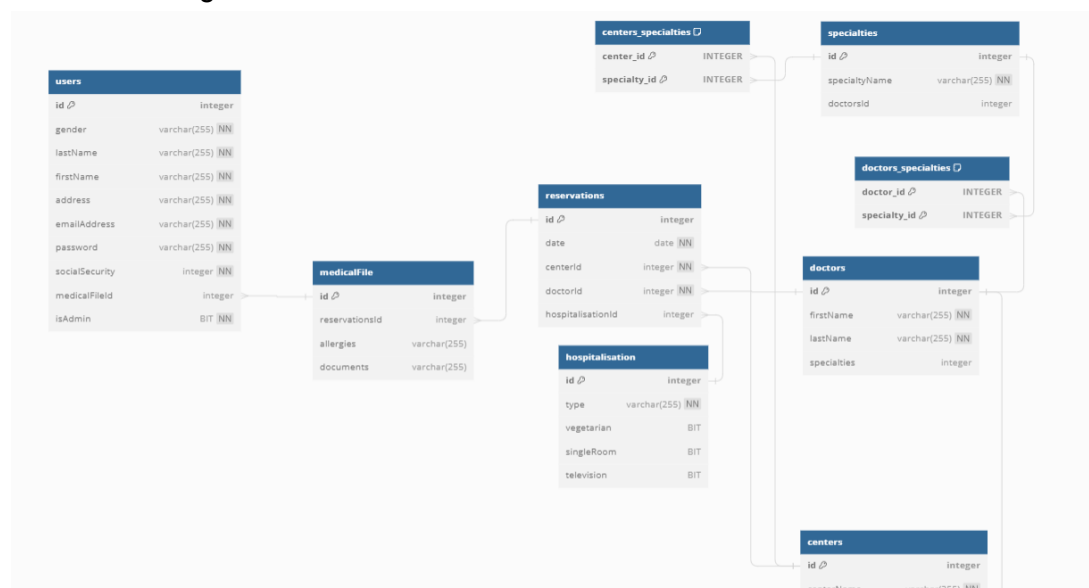 users
id integer
gender varchar(255) NN
lastName varchar(255) NN
firstName varchar(255) NN
address varchar(255) NN
emailAddress varchar(255) NN
password varchar(255) NN
socialSecurity integer NN
medicalFileId integer
isAdmin BIT NN
medicalFile
id integer
reservationsId integer
allergies varchar(255)
documents varchar(255)
reservations
id integer
date date NN
centerId integer NN
doctorId integer NN
hospitalisationId integer
hospitalisation
id integer
type varchar(255) NN
vegetarian BIT
singleRoom BIT
television BIT
centers_specialties
center_id INTEGER
specialty_id INTEGER
specialties
id integer
specialtyName varchar(255) NN
doctorsId integer
doctors_specialties
doctor_id INTEGER
specialty_id INTEGER
doctors
id integer
firstName varchar(255) NN
lastName varchar(255) NN
specialties integer
centers
id integer